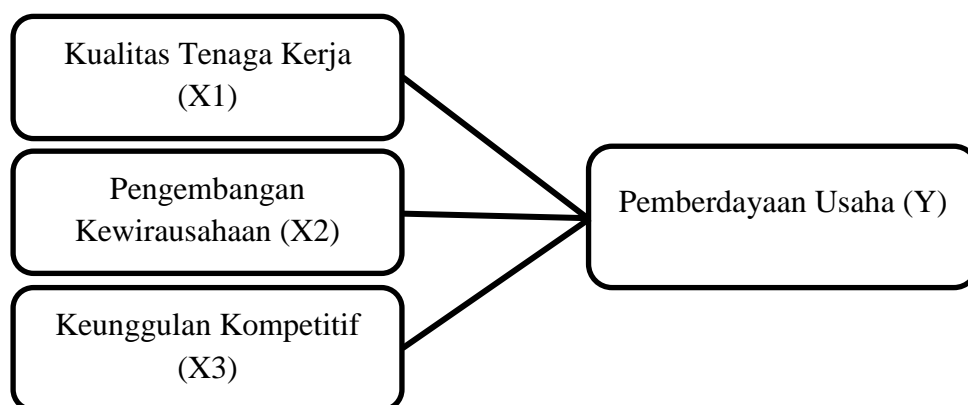 Kualitas Tenaga Kerja
(X1)
Pengembangan
Kewirausahaan (X2)
Keunggulan Kompetitif
(X3)
Pemberdayaan Usaha (Y)